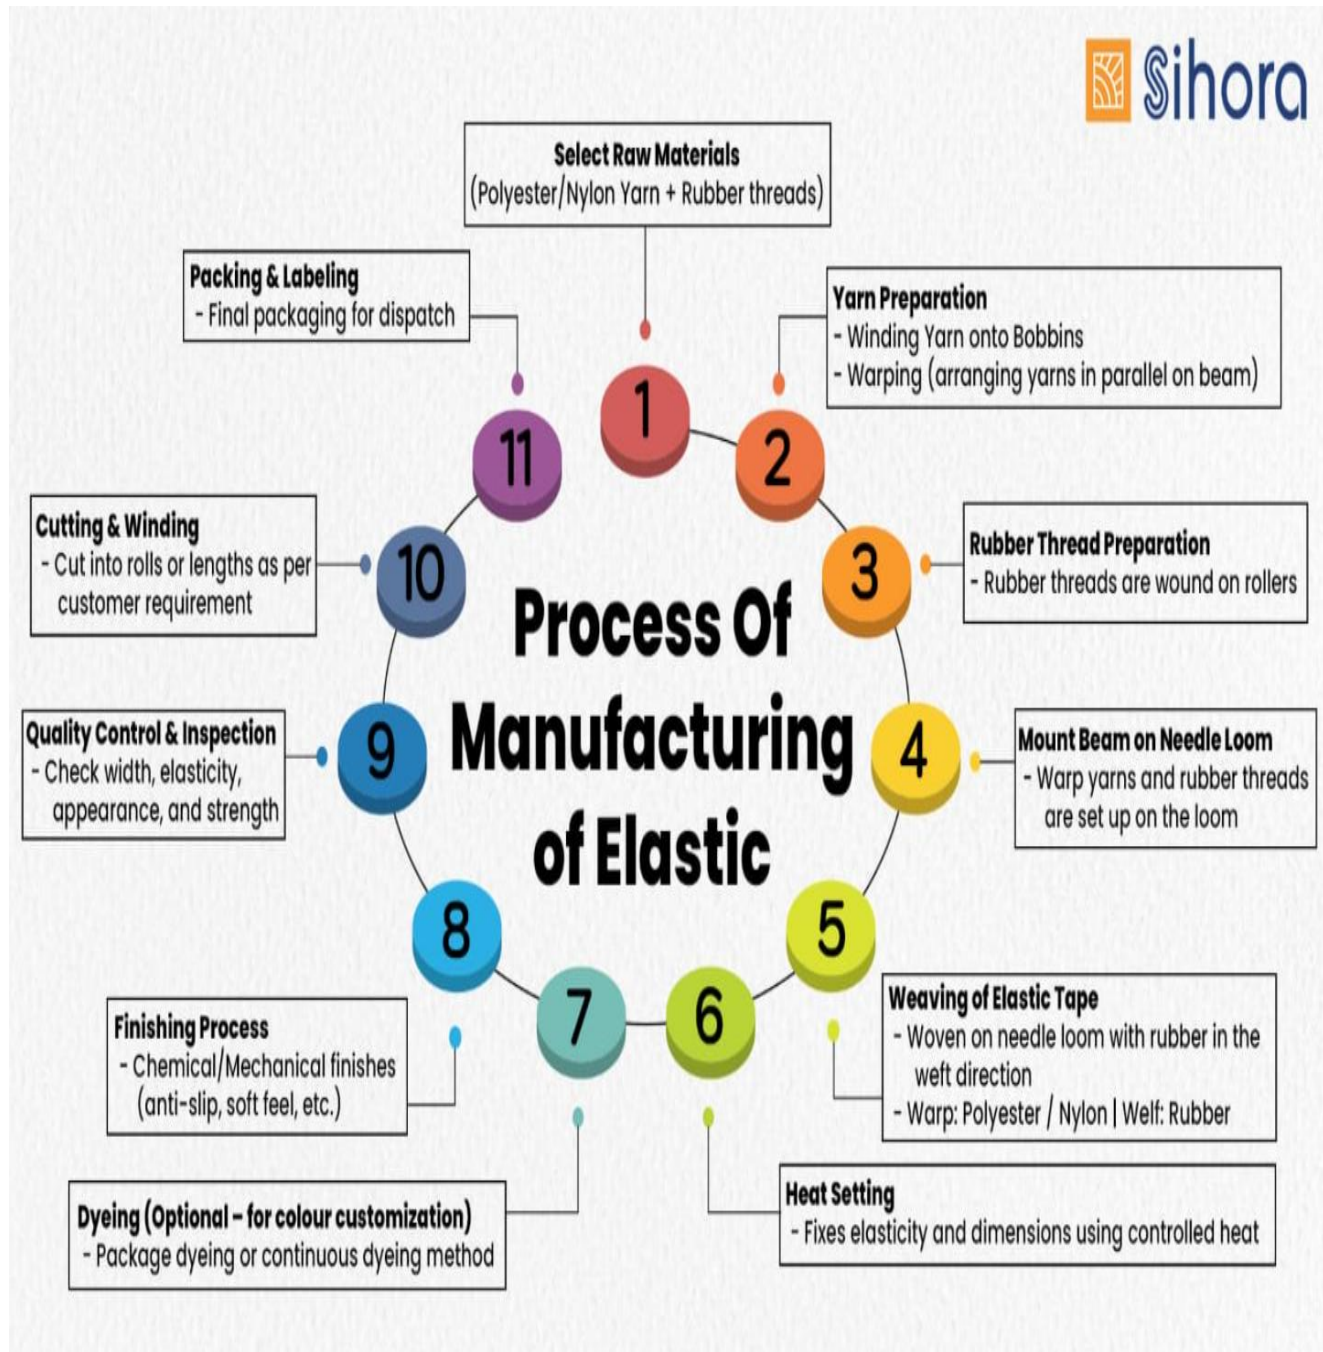 Sihora
Select Raw Materials
(Polyester/Nylon Yarn + Rubber threads)
Packing & Labeling
- Final packaging for dispatch
Yarn Preparation
- Winding Yarn onto Bobbins
- Warping (arranging yarns in parallel on beam)
1
2
11
Cutting & Winding
- Cut into rolls or lengths as per
customer requirement
10
3
Rubber Thread Preparation
- Rubber threads are wound on rollers
Process Of
Manufacturing
of Elastic
Quality Control & Inspection
- Check width, elasticity,
appearance, and strength
9
4
Mount Beam on Needle Loom
- Warp yarns and rubber threads
are set up on the loom
8
5
7
6
Weaving of Elastic Tape
- Woven on needle loom with rubber in the
weft direction
- Warp: Polyester / Nylon | Welf: Rubber
Finishing Process
- Chemical/Mechanical finishes
(anti-slip, soft feel, etc.)
Heat Setting
- Fixes elasticity and dimensions using controlled heat
Dyeing (Optional – for colour customization)
- Package dyeing or continuous dyeing method